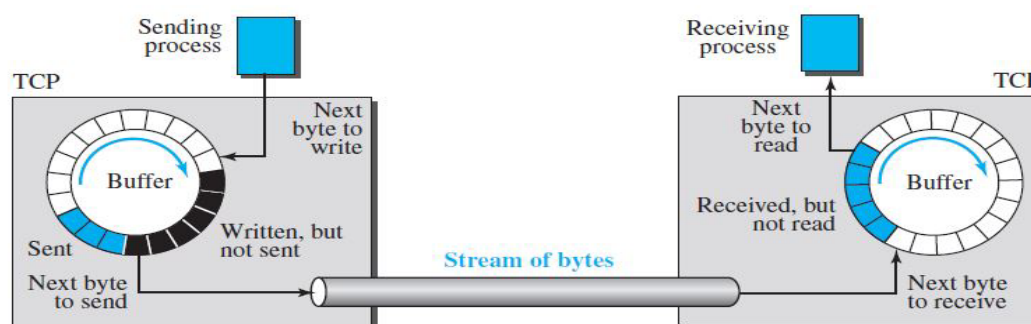 Sending
process
Receiving
process
TCP
TCP
Next
byte to
write
Next
byte to
read
Buffer
Buffer
Written, but
not sent
Received, but
not read
Sent
Stream of bytes
Next byte
to send
Next byte
to receive